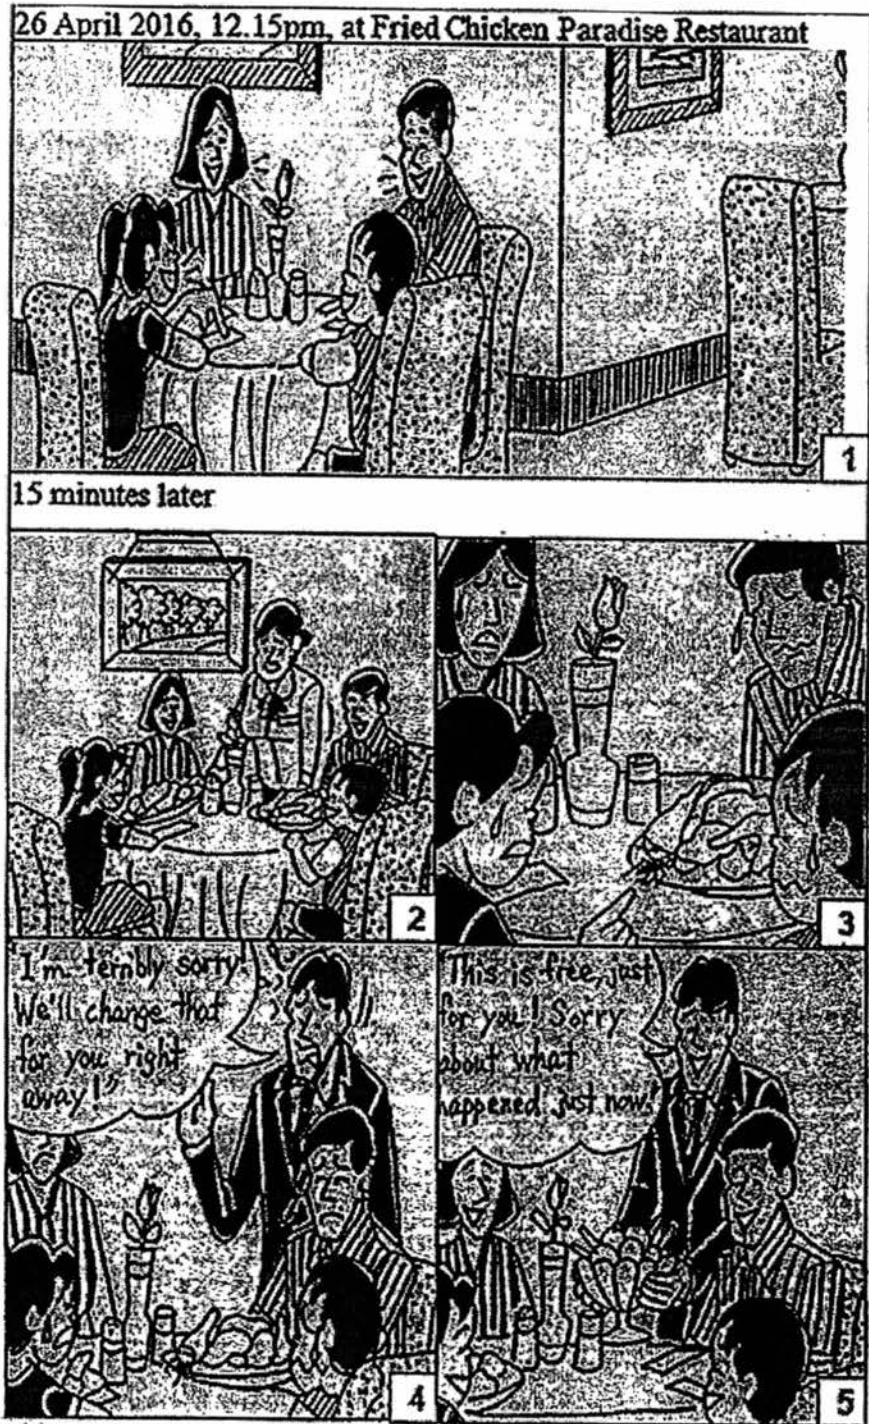 26 April 2016, 12.15pm, at Fried Chicken Paradise Restaurant
1
15 minutes later
2
3
I'm terribly sorry!
We'll change that
for you right
away!"
4
This is free, just
for you! Sorry
about what
happened just now!
5